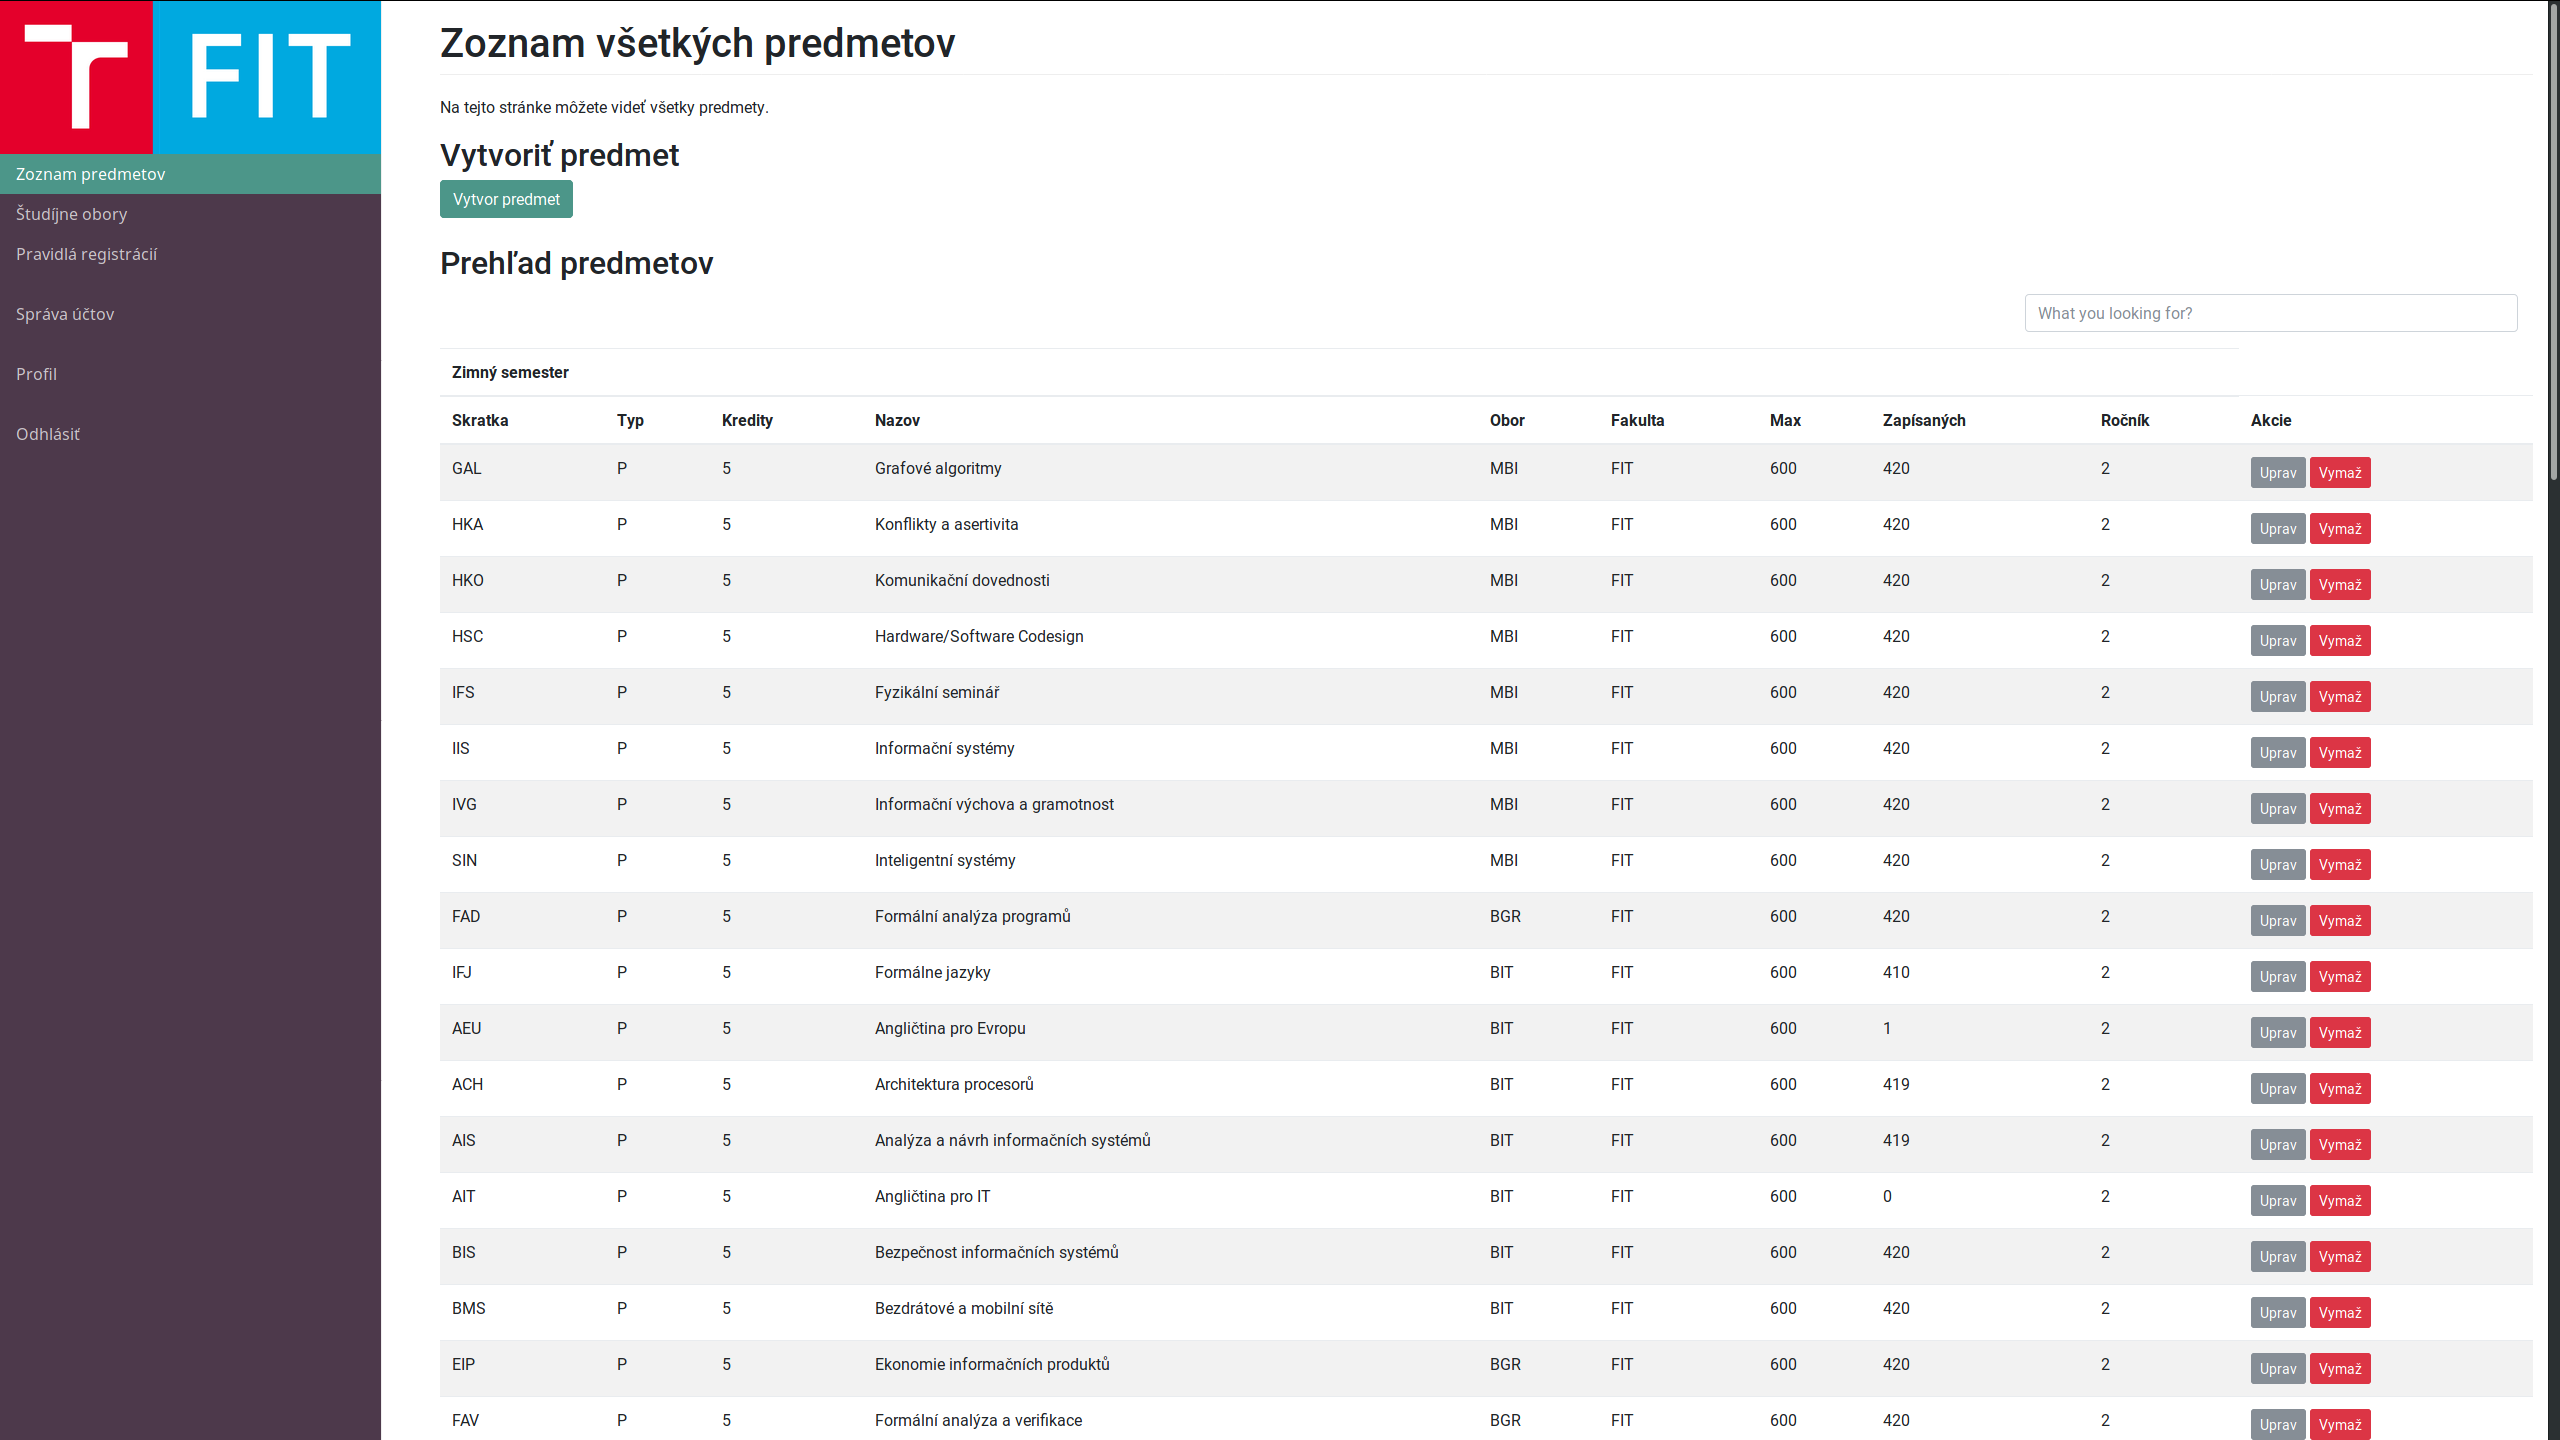 FIT
Zoznam predmetov
Študíjne obory
Pravidlá registrácií
Správa účtov
Profil
Odhlásiť
Zoznam všetkých predmetov
Na tejto stránke môžete videť všetky predmety.
Vytvoriť predmet
Vytvor predmet
Prehľad predmetov
What you looking for?
Zimný semester
Skratka Typ Kredity Nazov Obor Fakulta Max Zapísaných Ročník Akcie
GAL P 5 Grafové algoritmy MBI FIT 600 420 2 Uprav Vymaž
HKA P 5 Konflikty a asertivita MBI FIT 600 420 2 Uprav Vymaž
HKO P 5 Komunikační dovednosti MBI FIT 600 420 2 Uprav Vymaž
HSC P 5 Hardware/Software Codesign MBI FIT 600 420 2 Uprav Vymaž
IFS P 5 Fyzikální seminář MBI FIT 600 420 2 Uprav Vymaž
IIS P 5 Informační systémy MBI FIT 600 420 2 Uprav Vymaž
IVG P 5 Informační výchova a gramotnost MBI FIT 600 420 2 Uprav Vymaž
SIN P 5 Inteligentní systémy MBI FIT 600 420 2 Uprav Vymaž
FAD P 5 Formální analýza programů BGR FIT 600 420 2 Uprav Vymaž
IFJ P 5 Formálne jazyky BIT FIT 600 410 2 Uprav Vymaž
AEU P 5 Angličtina pro Evropu BIT FIT 600 1 2 Uprav Vymaž
ACH P 5 Architektura procesorů BIT FIT 600 419 2 Uprav Vymaž
AIS P 5 Analýza a návrh informačních systémů BIT FIT 600 419 2 Uprav Vymaž
AIT P 5 Angličtina pro IT BIT FIT 600 0 2 Uprav Vymaž
BIS P 5 Bezpečnost informačních systémů BIT FIT 600 420 2 Uprav Vymaž
BMS P 5 Bezdrátové a mobilní sítě BIT FIT 600 420 2 Uprav Vymaž
EIP P 5 Ekonomie informačních produktů BGR FIT 600 420 2 Uprav Vymaž
FAV P 5 Formální analýza a verifikace BGR FIT 600 420 2 Uprav Vymaž